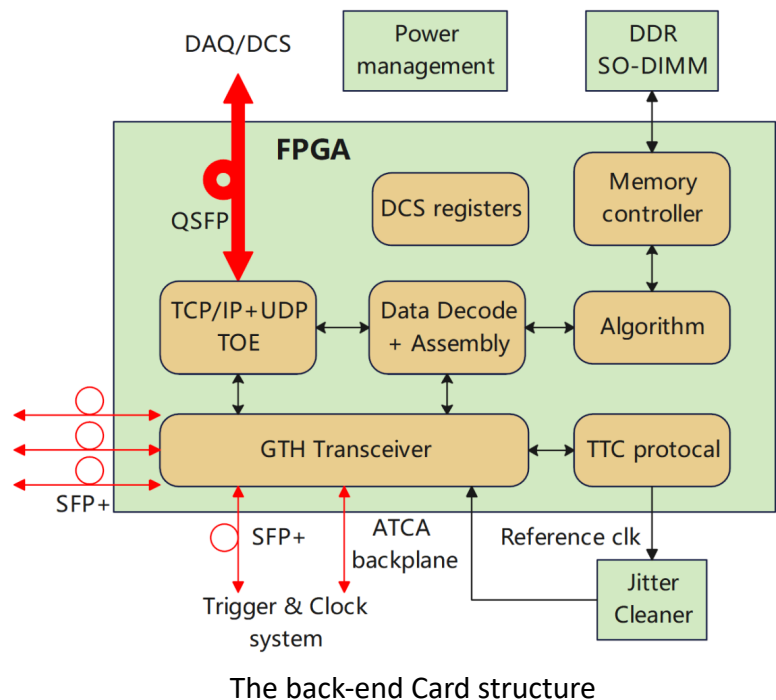 DAQ/DCS
Power
management
DDR
SO-DIMM
FPGA
QSFP
DCS registers
Memory
controller
TCP/IP+UDP
TOE
Data Decode
+ Assembly
Algorithm
GTH Transceiver
TTC protocal
SFP+
SFP+
ATCA
backplane
Reference clk
Trigger & Clock
system
Jitter
Cleaner
The back-end Card structure